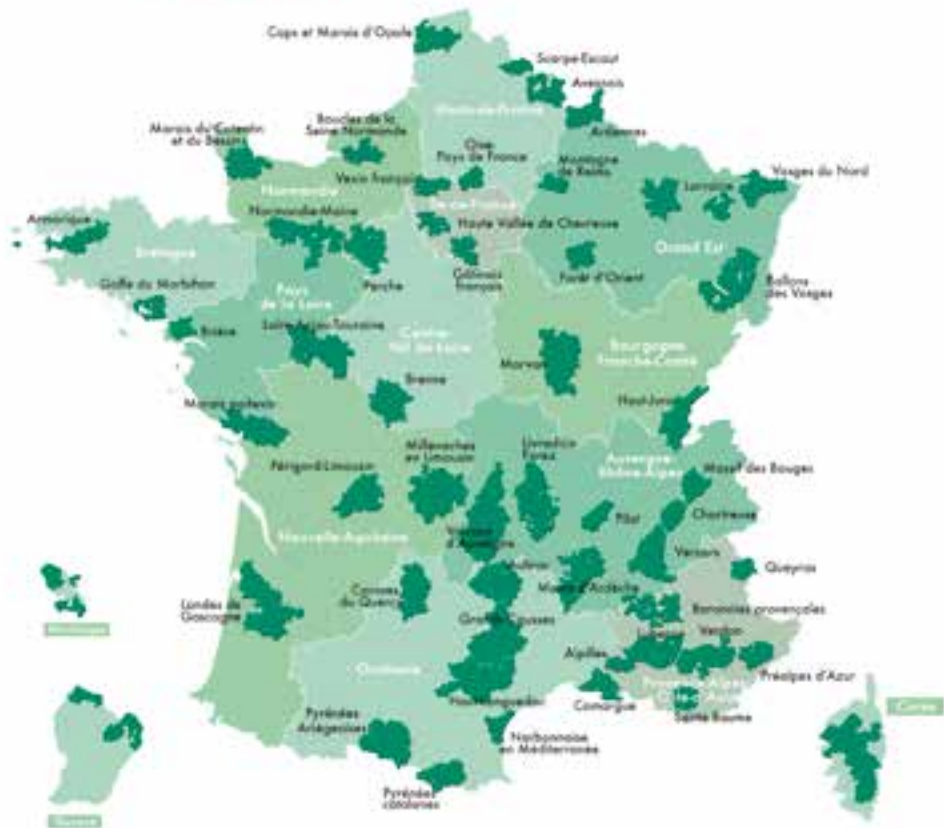 Caps et Marais d'Opale
Scarpe-Escaut
Avesnois
Hauts-de-France
Ardennes
Boucles de la
Seine Normande
Marais du Cotentin
et du Bessin
Oise
Pays de France
Montagne
de Reims
Vosges du Nord
Vexin français
Lorraine
Normandie
Île-de-France
Normandie-Maine
Haute Vallée de Chevreuse
Armorique
Bretagne
Grand Est
Golfe du Morbihan
Perche
Gâtinais
français
Forêt d'Orient
Ballons
des Vosges
Pays
de la Loire
Brière
Loire-Anjou-Touraine
Centre-
Val de Loire
Bourgogne
Franche-Comté
Morvan
Brenne
Haut-Jura
Marais poitevin
Millevaches
en Limousin
Livradois
Forez
Périgord-Limousin
Auvergne
Rhône-Alpes
Massif des Bauges
Chartreuse
Pilat
Nouvelle-Aquitaine
Volcans
d'Auvergne
Vercors
Queyras
Landes de
Gascogne
Causses
du Quercy
Monts d'Ardèche
Baronnies provençales
Grands Causses
Luberon
Verdon
Martinique
Occitanie
Alpilles
Préalpes d'Azur
Provence-Alpes
Côte-d'Azur
Haut-Languedoc
Camargue
Sainte Baume
Corse
Pyrénées
Ariégeoises
Narbonnaise
en Méditerranée
Pyrénées
catalanes
Guyane